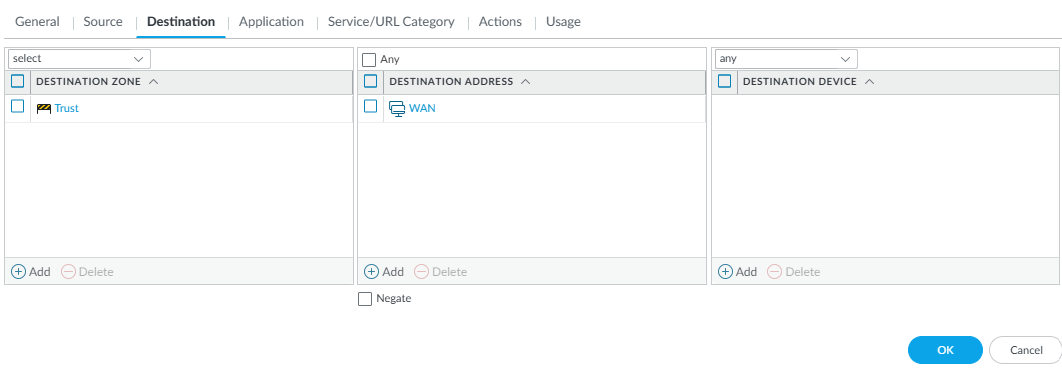 General Source Destination Application Service/URL Category Actions Usage
select Any any
DESTINATION ZONE DESTINATION ADDRESS DESTINATION DEVICE
Trust WAN
Add Delete Add Delete Add Delete
Negate
OK Cancel